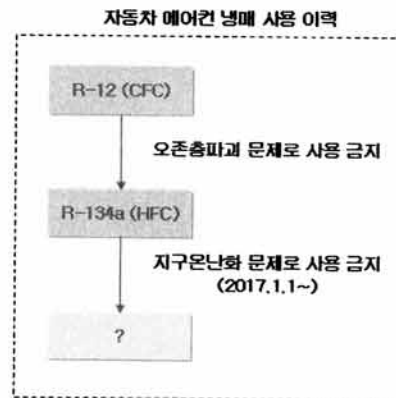 자동차 에어컨 냉매 사용 이력
R-12 (CFC)
오존층파괴 문제로 사용 금지
R-134a (HFC)
지구온난화 문제로 사용 금지
(2017.1.1~)
?